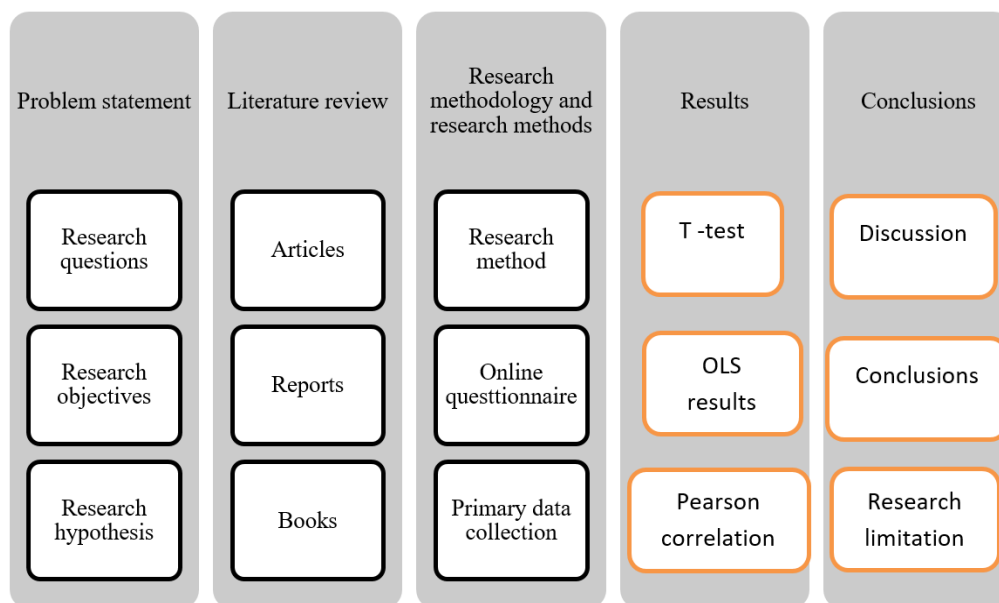 Problem statement
Research
questions
Research
objectives
Research
hypothesis
Literature review
Articles
Reports
Books
Research
methodology and
research methods
Research
method
Online
questtionnaire
Primary data
collection
Results
T -test
OLS
results
Pearson
correlation
Conclusions
Discussion
Conclusions
Research
limitation